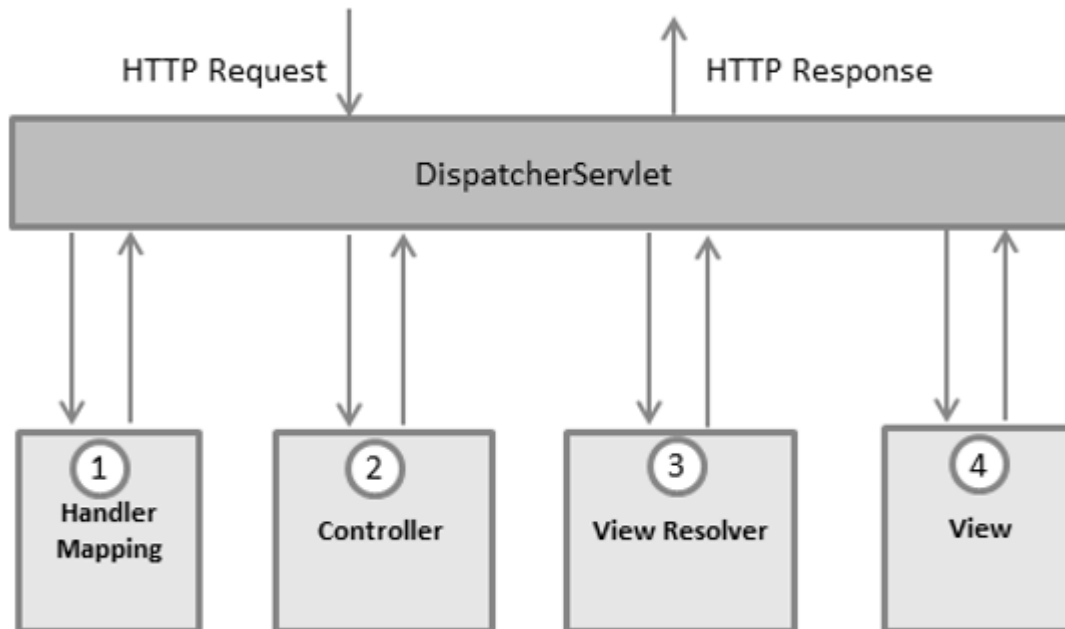 HTTP Request
HTTP Response
DispatcherServlet
1
Handler
Mapping
2
Controller
3
View Resolver
4
View